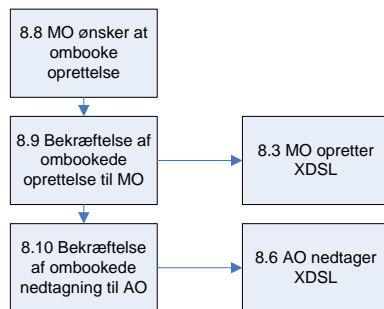 8.8 MO ønsker at
ombooke
oprettelse
8.9 Bekræftelse af
ombookede
oprettelse til MO
8.3 MO opretter
XDSL
8.10 Bekræftelse
af ombookede
nedtagning til AO
8.6 AO nedtager
XDSL